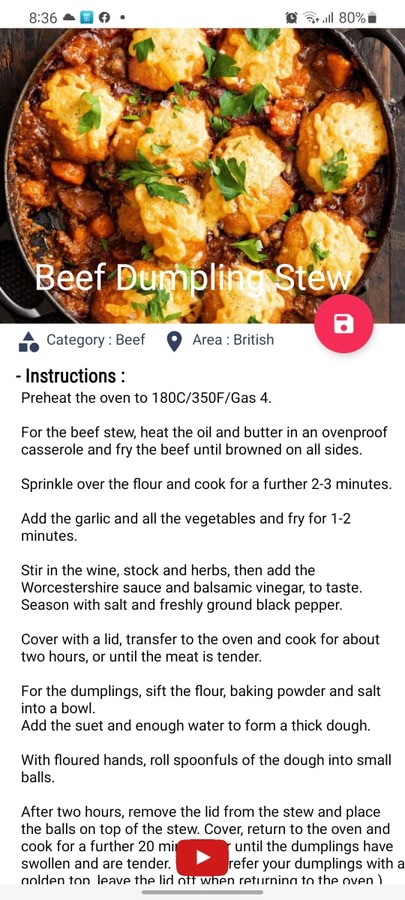 8:36
80%
Beef Dumpling Stew
Category : Beef
Area : British
- Instructions :
Preheat the oven to 180C/350F/Gas 4.
For the beef stew, heat the oil and butter in an ovenproof
casserole and fry the beef until browned on all sides.
Sprinkle over the flour and cook for a further 2-3 minutes.
Add the garlic and all the vegetables and fry for 1-2
minutes.
Stir in the wine, stock and herbs, then add the
Worcestershire sauce and balsamic vinegar, to taste.
Season with salt and freshly ground black pepper.
Cover with a lid, transfer to the oven and cook for about
two hours, or until the meat is tender.
For the dumplings, sift the flour, baking powder and salt
into a bowl.
Add the suet and enough water to form a thick dough.
With floured hands, roll spoonfuls of the dough into small
balls.
After two hours, remove the lid from the stew and place
the balls on top of the stew. Cover, return to the oven and
cook for a further 20 until the dumplings have
swollen and are tender. your dumplings with a
golden top, leave the lid off when returning to the oven.)